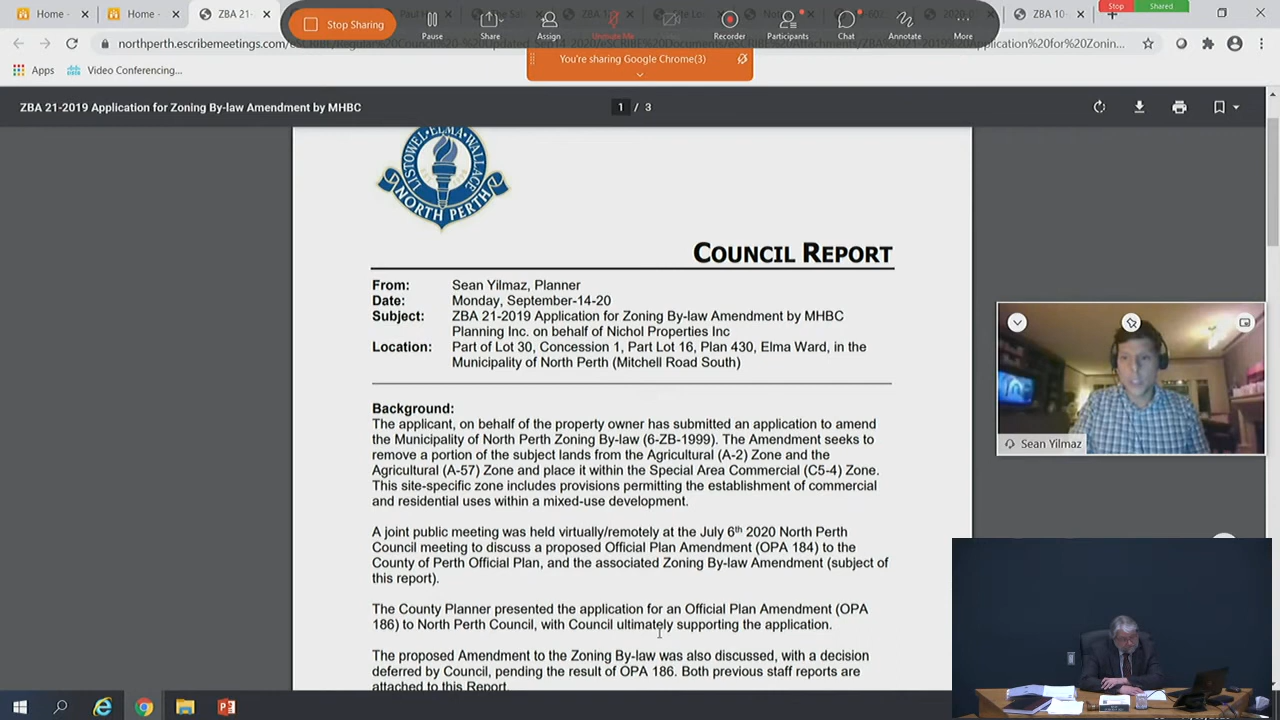 Home -
Home -
ZBA 21-
ZBA 10-
Stop
Shared
Stop Sharing
Pause
Share
Assign
Unmute Me
Recorder
Participants
Chat
Annotate
More
You're sharing Google Chrome(3)
Apps
Video Conferencing...
ZBA 21-2019 Application for Zoning By-law Amendment by MHBC
1 / 3
LISTOWEL·ELMA·WALLACE
NORTH PERTH
COUNCIL REPORT
From: Sean Yilmaz, Planner
Date: Monday, September-14-20
Subject: ZBA 21-2019 Application for Zoning By-law Amendment by MHBC
Planning Inc. on behalf of Nichol Properties Inc
Location: Part of Lot 30, Concession 1, Part Lot 16, Plan 430, Elma Ward, in the
Municipality of North Perth (Mitchell Road South)
Background:
The applicant, on behalf of the property owner has submitted an application to amend
the Municipality of North Perth Zoning By-law (6-ZB-1999). The Amendment seeks to
remove a portion of the subject lands from the Agricultural (A-2) Zone and the
Agricultural (A-57) Zone and place it within the Special Area Commercial (C5-4) Zone.
This site-specific zone includes provisions permitting the establishment of commercial
and residential uses within a mixed-use development.
A joint public meeting was held virtually/remotely at the July 6th 2020 North Perth
Council meeting to discuss a proposed Official Plan Amendment (OPA 184) to the
County of Perth Official Plan, and the associated Zoning By-law Amendment (subject of
this report).
The County Planner presented the application for an Official Plan Amendment (OPA
186) to North Perth Council, with Council ultimately supporting the application.
The proposed Amendment to the Zoning By-law was also discussed, with a decision
deferred by Council, pending the result of OPA 186. Both previous staff reports are
attached to this Report.
Sean Yilmaz